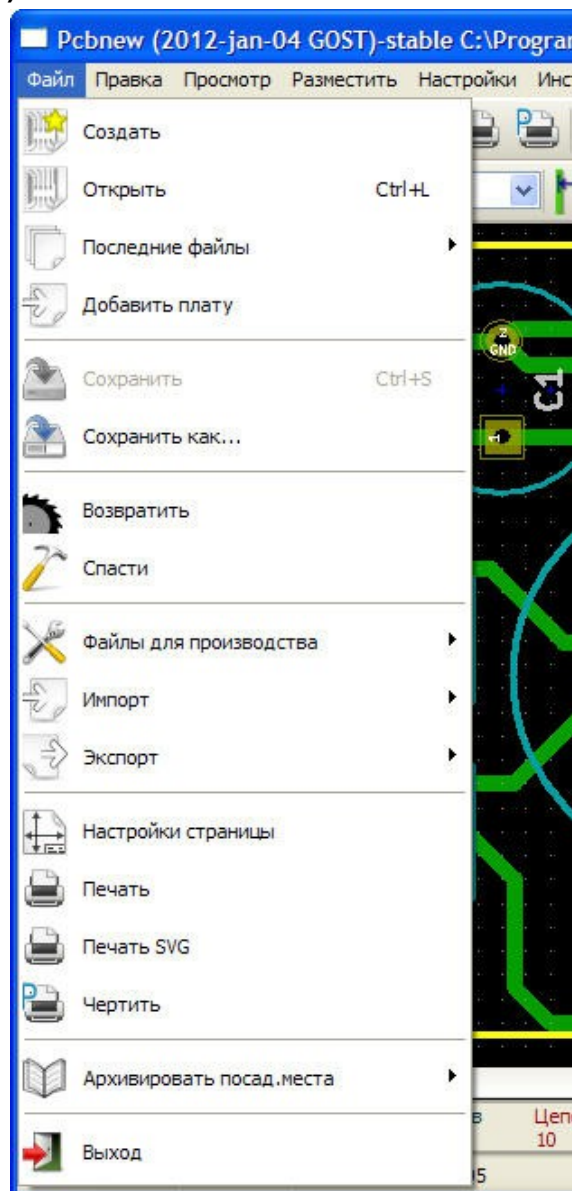 Pcbnew (2012-jan-04 GOST)-stable C:\Progra
Файл Правка Просмотр Разместить Настройки
Создать
Открыть Ctrl+L
Последние файлы
Добавить плату
Сохранить Ctrl+S
Сохранить как...
Возвратить
Спасти
Файлы для производства
Импорт
Экспорт
Настройки страницы
Печать
Печать SVG
Чертить
Архивировать посад.места
Выход
2
GND
1
C1
10